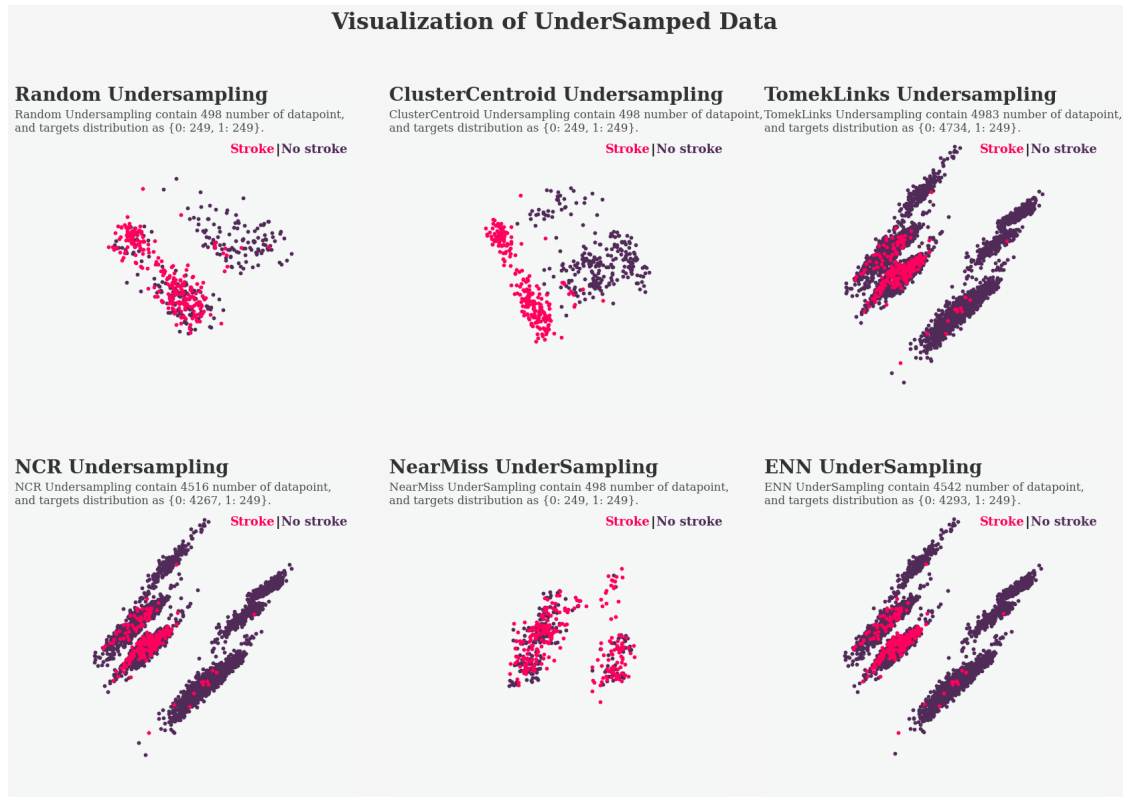 Visualization of UnderSamped Data
Random Undersampling
Random Undersampling contain 498 number of datapoint,
and targets distribution as {0: 249, 1: 249}.
Stroke|No stroke
ClusterCentroid Undersampling
ClusterCentroid Undersampling contain 498 number of datapoint,
and targets distribution as {0: 249, 1: 249}.
Stroke|No stroke
TomekLinks Undersampling
TomekLinks Undersampling contain 4983 number of datapoint,
and targets distribution as {0: 4734, 1: 249}.
Stroke|No stroke
NCR Undersampling
NCR Undersampling contain 4516 number of datapoint,
and targets distribution as {0: 4267, 1: 249}.
Stroke|No stroke
NearMiss UnderSampling
NearMiss UnderSampling contain 498 number of datapoint,
and targets distribution as {0: 249, 1: 249}.
Stroke|No stroke
ENN UnderSampling
ENN UnderSampling contain 4542 number of datapoint,
and targets distribution as {0: 4293, 1: 249}.
Stroke|No stroke